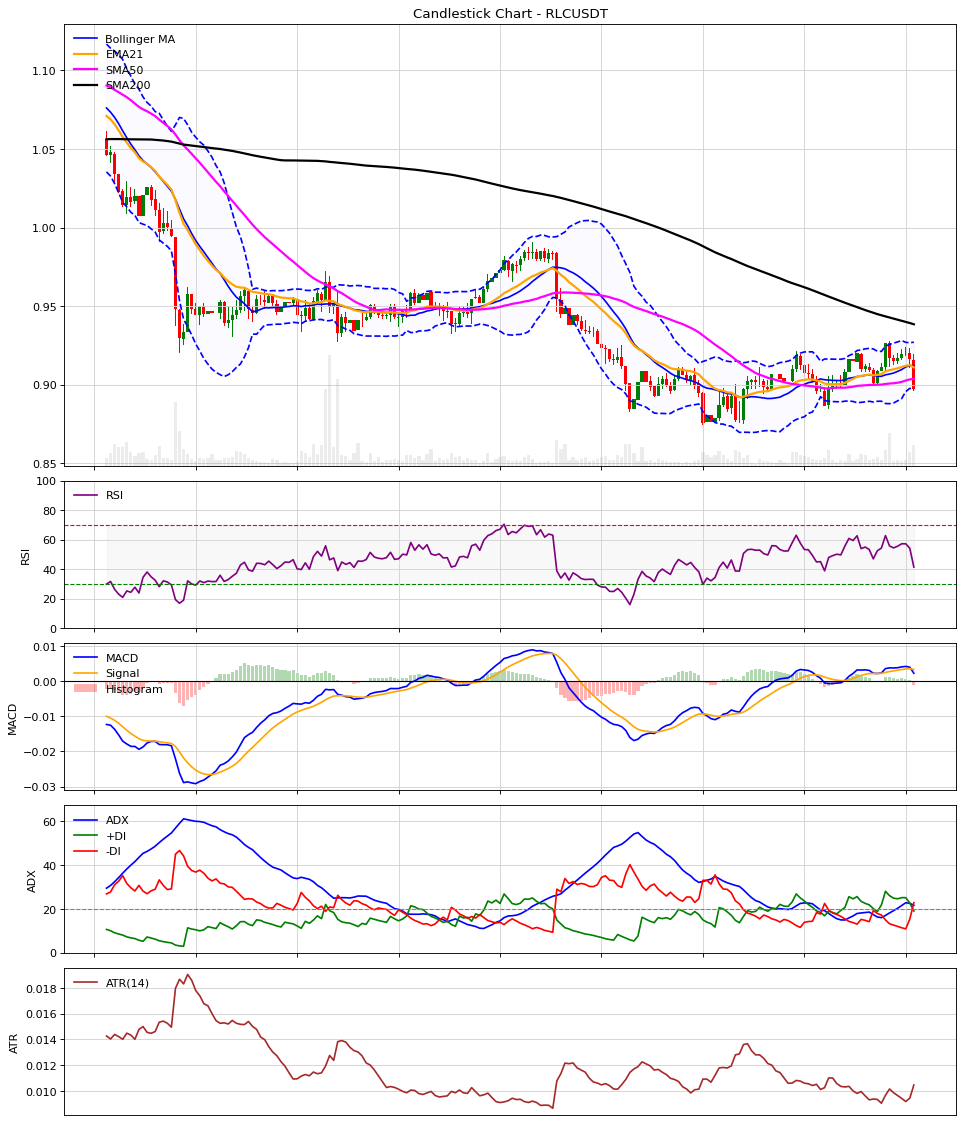 Candlestick Chart - RLCUSDT
Bollinger MA
EMA21
SMA50
SMA200
1.10
1.05
1.00
0.95
0.90
0.85
RSI
RSI
100
80
60
40
20
0
MACD
Signal
Histogram
MACD
0.01
0.00
−0.01
−0.02
−0.03
ADX
+DI
-DI
ADX
60
40
20
0
ATR(14)
ATR
0.018
0.016
0.014
0.012
0.010